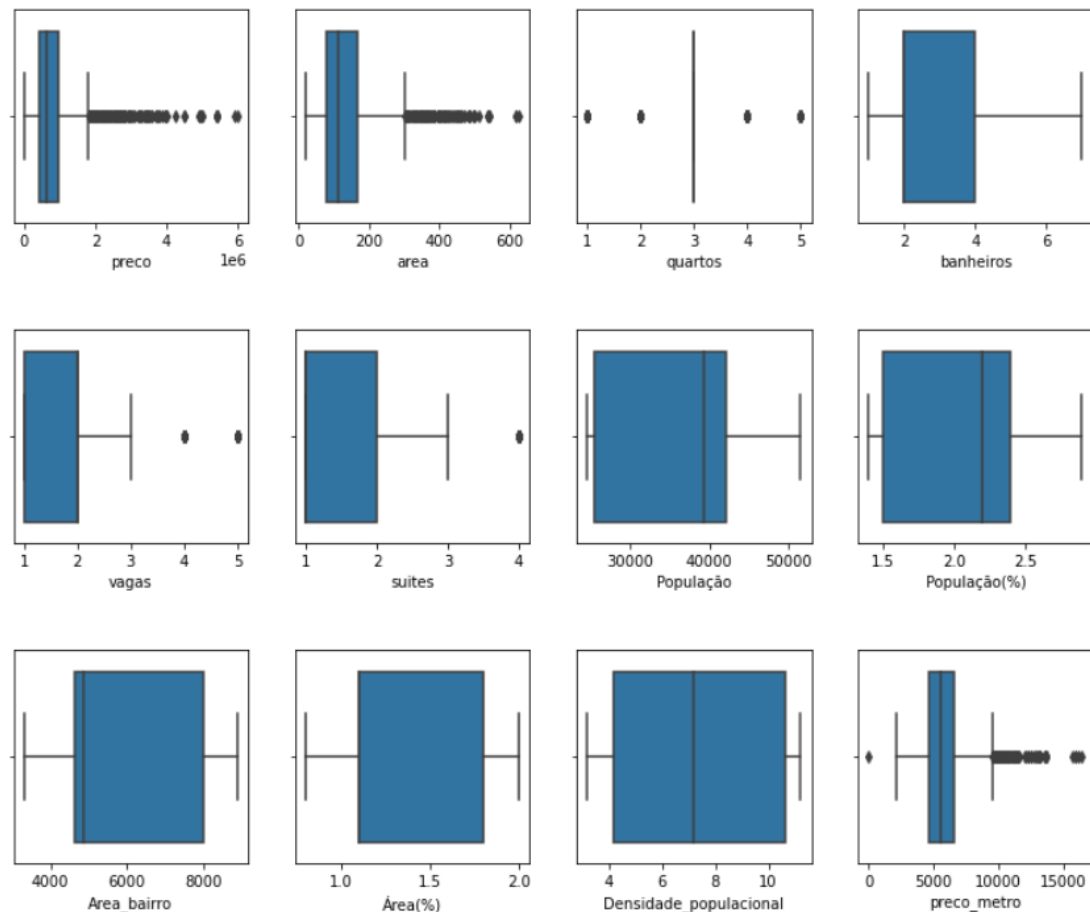 0 2 4 6
1e6
preco
0 200 400 600
area
1 2 3 4 5
quartos
2 4 6
banheiros
1 2 3 4 5
vagas
1 2 3 4
suites
30000 40000 50000
População
1.5 2.0 2.5
População(%)
4000 6000 8000
Area_bairro
1.0 1.5 2.0
Área(%)
4 6 8 10
Densidade_populacional
0 5000 10000 15000
preco_metro